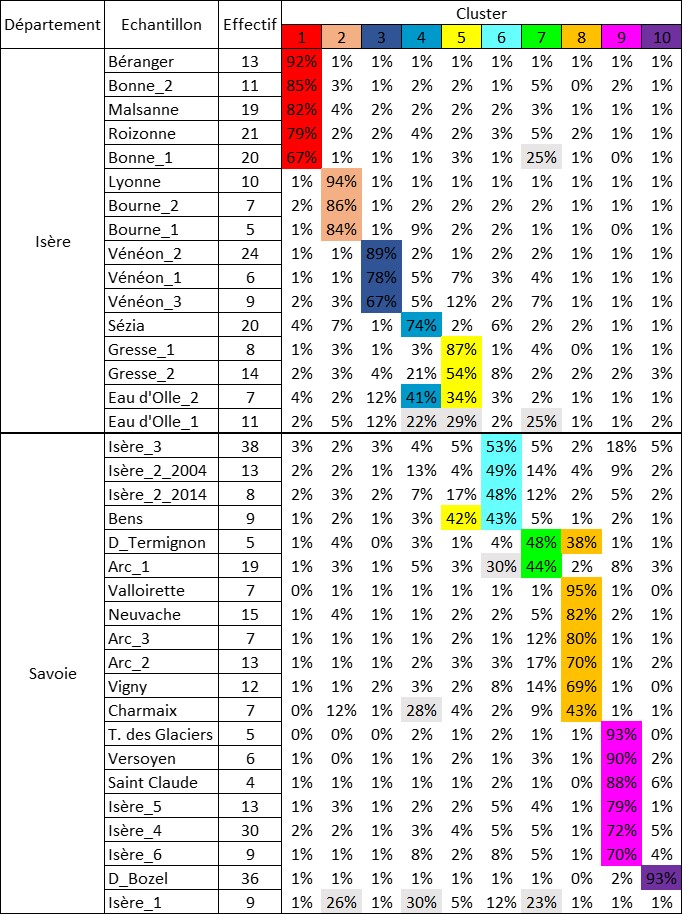 Département Echantillon Effectif Cluster
1 2 3 4 5 6 7 8 9 10
Isère
Béranger 13 92% 1% 1% 1% 1% 1% 1% 1% 1% 1%
Bonne_2 11 85% 3% 1% 2% 2% 1% 5% 0% 2% 1%
Malsanne 19 82% 4% 2% 2% 2% 2% 3% 1% 1% 1%
Roizonne 21 79% 2% 2% 4% 2% 3% 5% 2% 1% 1%
Bonne_1 20 67% 1% 1% 1% 3% 1% 25% 1% 0% 1%
Lyonne 10 1% 94% 1% 1% 1% 1% 1% 1% 1% 1%
Bourne_2 7 2% 86% 1% 2% 2% 2% 2% 1% 1% 1%
Bourne_1 5 1% 84% 1% 9% 2% 2% 1% 1% 0% 1%
Vénéon_2 24 1% 1% 89% 2% 1% 2% 2% 1% 1% 1%
Vénéon_1 6 1% 1% 78% 5% 7% 3% 4% 1% 1% 1%
Vénéon_3 9 2% 3% 67% 5% 12% 2% 7% 1% 1% 1%
Sézia 20 4% 7% 1% 74% 2% 6% 2% 2% 1% 1%
Gresse_1 8 1% 3% 1% 3% 87% 1% 4% 0% 1% 1%
Gresse_2 14 2% 3% 4% 21% 54% 8% 2% 2% 2% 3%
Eau d'Olle_2 7 4% 2% 12% 41% 34% 3% 2% 1% 1% 1%
Eau d'Olle_1 11 2% 5% 12% 22% 29% 2% 25% 1% 1% 2%
Savoie
Isère_3 38 3% 2% 3% 4% 5% 53% 5% 2% 18% 5%
Isère_2_2004 13 2% 2% 1% 13% 4% 49% 14% 4% 9% 2%
Isère_2_2014 8 2% 3% 2% 7% 17% 48% 12% 2% 5% 2%
Bens 9 1% 2% 1% 3% 42% 43% 5% 1% 2% 1%
D_Termignon 5 1% 4% 0% 3% 1% 4% 48% 38% 1% 1%
Arc_1 19 1% 3% 1% 5% 3% 30% 44% 2% 8% 3%
Valloirette 7 0% 1% 1% 1% 1% 1% 1% 95% 1% 0%
Neuvache 15 1% 4% 1% 1% 2% 2% 5% 82% 2% 1%
Arc_3 7 1% 1% 1% 1% 2% 1% 12% 80% 1% 1%
Arc_2 13 1% 1% 1% 2% 3% 3% 17% 70% 1% 2%
Vigny 12 1% 1% 2% 3% 2% 8% 14% 69% 1% 0%
Charmaix 7 0% 12% 1% 28% 4% 2% 9% 43% 1% 1%
T. des Glaciers 5 0% 0% 0% 2% 1% 2% 1% 1% 93% 0%
Versoyen 6 1% 0% 1% 1% 2% 1% 3% 1% 90% 2%
Saint Claude 4 1% 1% 1% 1% 1% 2% 1% 0% 88% 6%
Isère_5 13 1% 3% 1% 2% 2% 5% 4% 1% 79% 1%
Isère_4 30 2% 2% 1% 3% 4% 5% 5% 1% 72% 5%
Isère_6 9 1% 1% 1% 8% 2% 8% 5% 1% 70% 4%
D_Bozel 36 1% 1% 1% 1% 1% 1% 1% 0% 2% 93%
Isère_1 9 1% 26% 1% 30% 5% 12% 23% 1% 1% 1%